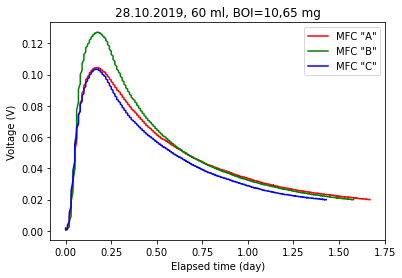 28.10.2019, 60 ml, BOI=10,65 mg
MFC "A"
MFC "B"
MFC "C"
Voltage (V)
0.12
0.10
0.08
0.06
0.04
0.02
0.00
0.00 0.25 0.50 0.75 1.00 1.25 1.50 1.75
Elapsed time (day)